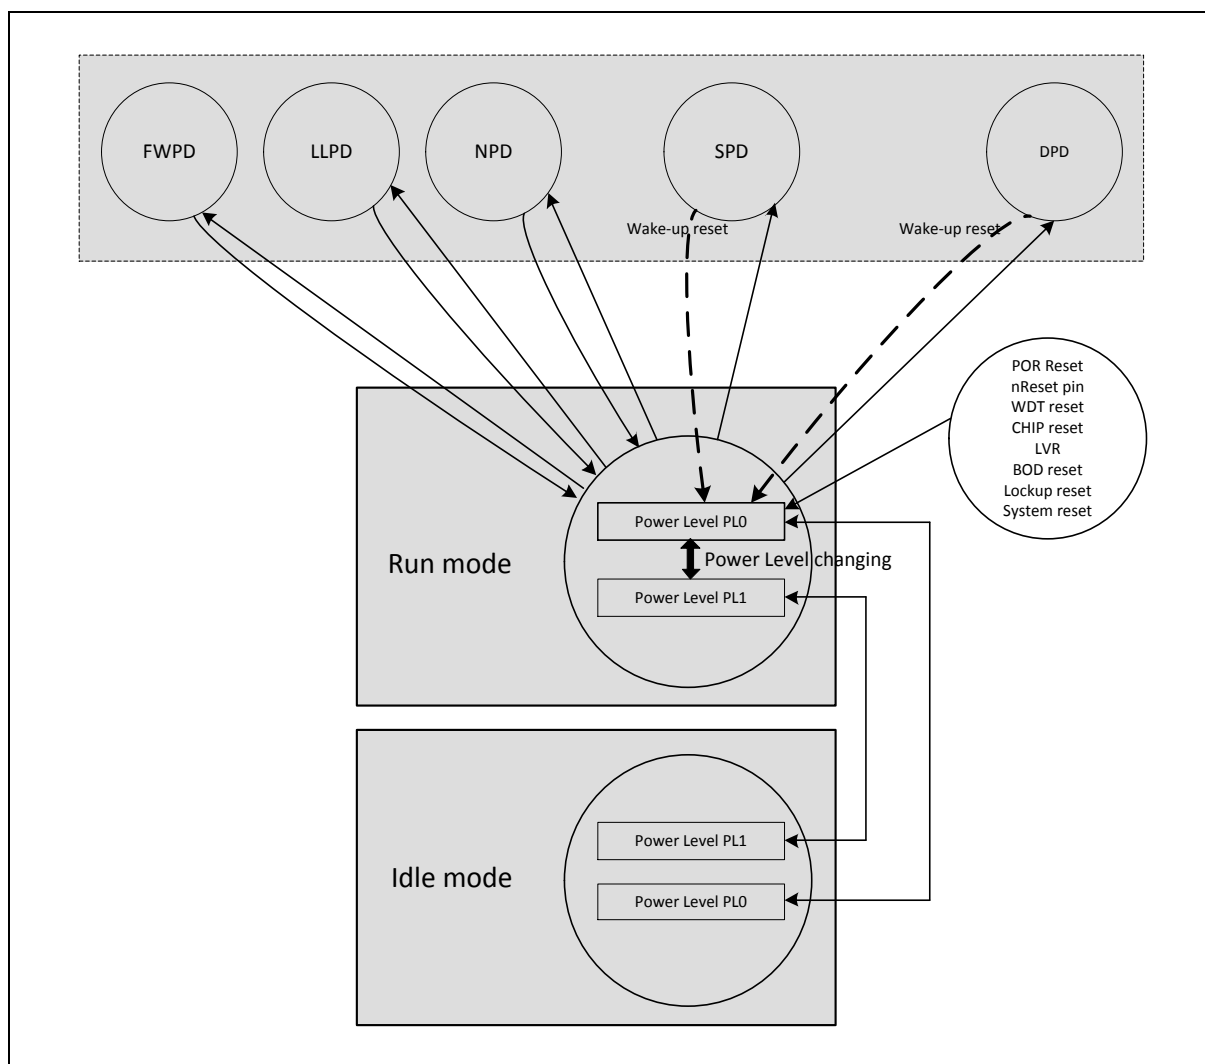 FWPD
LLPD
NPD
SPD
DPD
Wake-up reset
Wake-up reset
POR Reset
nReset pin
WDT reset
CHIP reset
LVR
BOD reset
Lockup reset
System reset
Run mode
Power Level PL0
Power Level changing
Power Level PL1
Idle mode
Power Level PL1
Power Level PL0